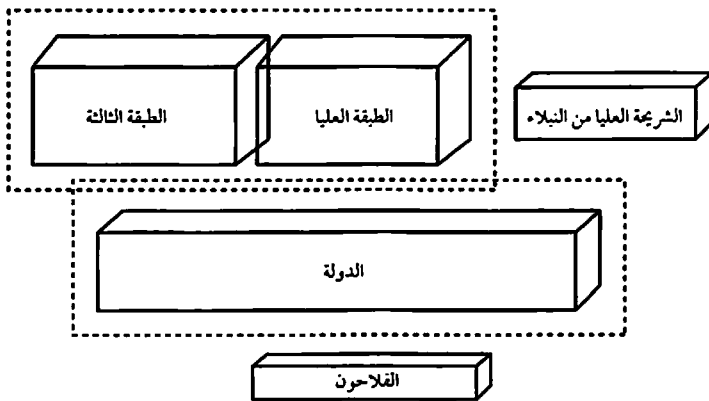 الشريحة العليا من النبلاء
الطبقة العليا
الطبقة الثالثة
الدولة
الفلاحون